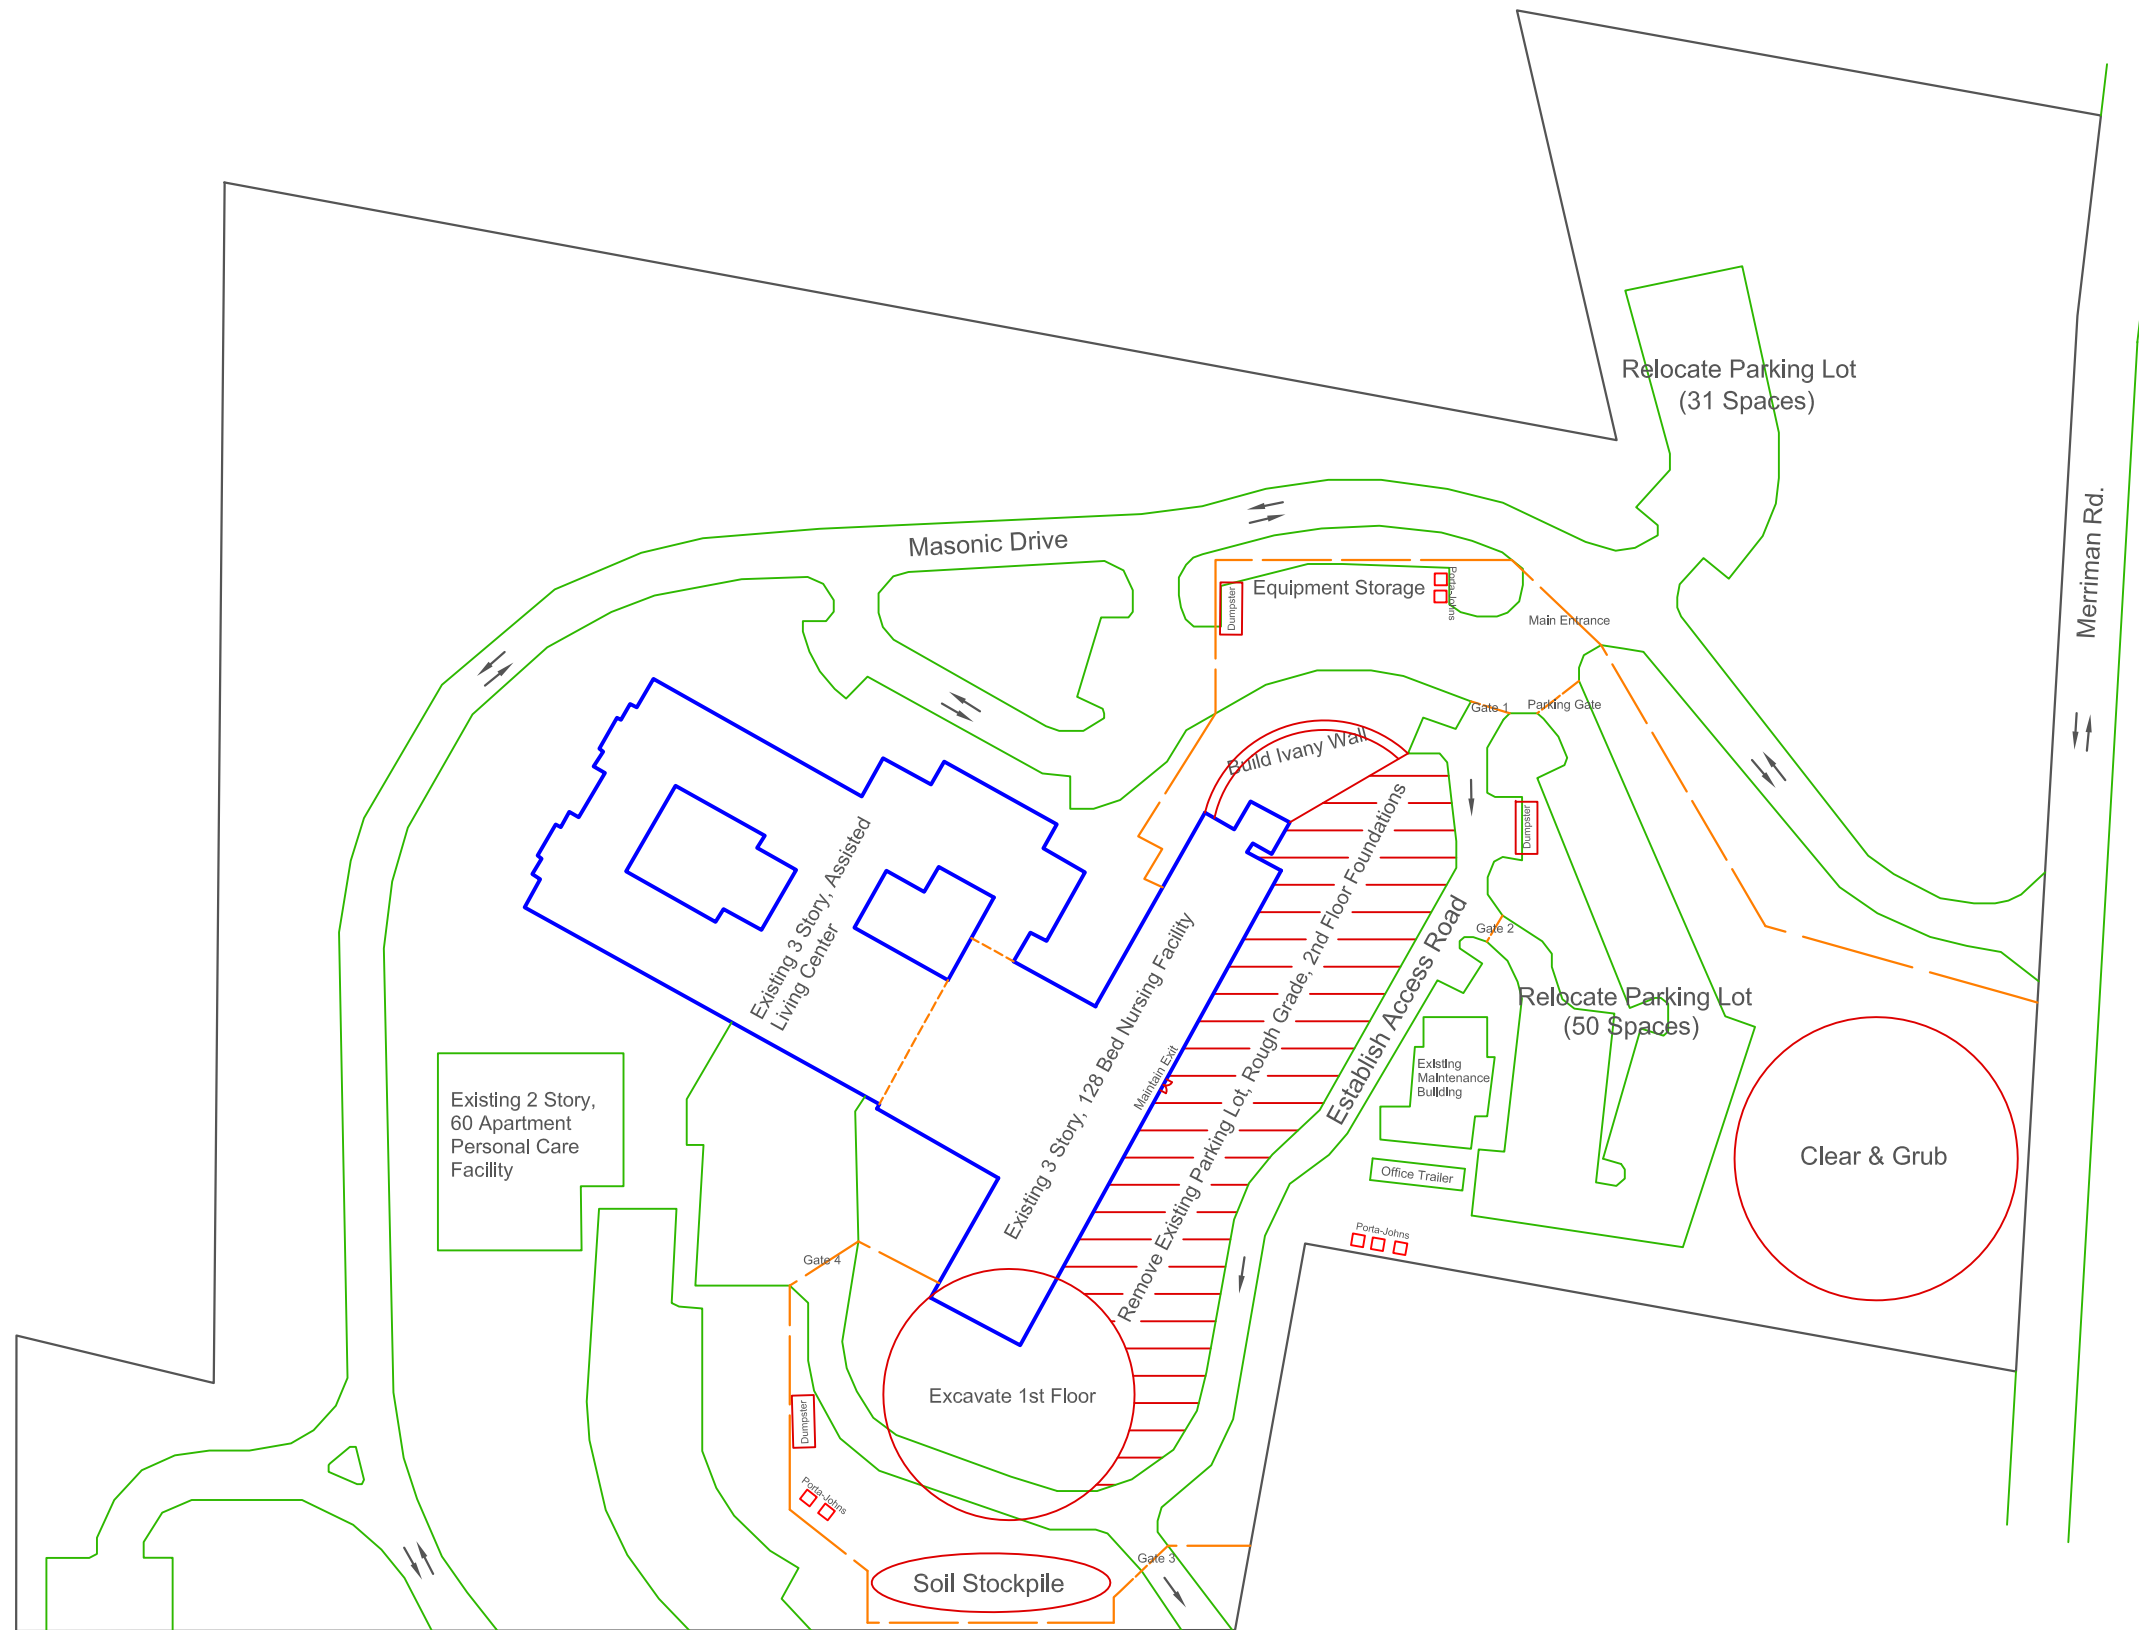 Relocate Parking Lot
(31 Spaces)
Merriman Rd.
Masonic Drive
Equipment Storage
Dumpster
Porta-Johns
Main Entrance
Gate 1
Parking Gate
Build Ivany Wall
Dumpster
Existing 3 Story, Assisted
Living Center
Existing 3 Story, 128 Bed Nursing Facility
Maintain Exit
Remove Existing Parking Lot, Rough Grade, 2nd Floor Foundations
Establish Access Road
Gate 2
Relocate Parking Lot
(50 Spaces)
Existing
Maintenance
Building
Office Trailer
Porta-Johns
Clear & Grub
Existing 2 Story,
60 Apartment
Personal Care
Facility
Gate 4
Excavate 1st Floor
Dumpster
Porta-Johns
Gate 3
Soil Stockpile